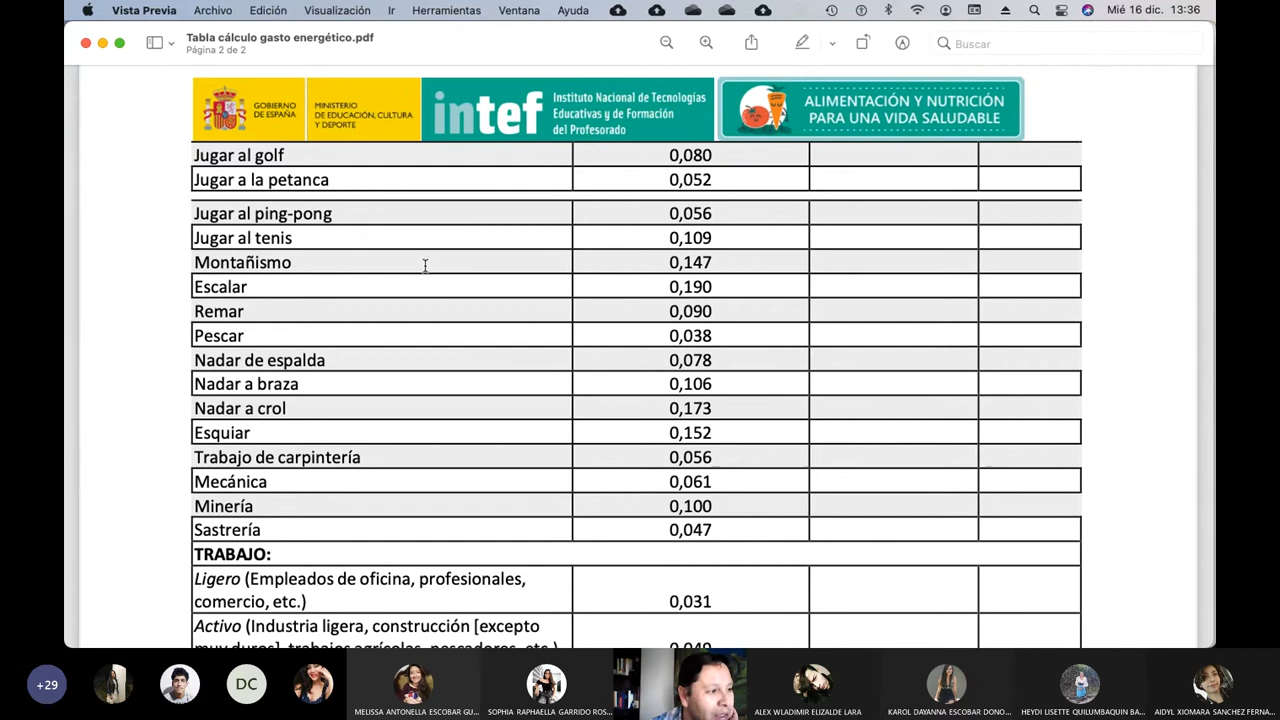 Vista Previa Archivo Edición Visualización Ir Herramientas Ventana Ayuda Mié 16 dic. 13:36
Tabla cálculo gasto energético.pdf
Página 2 de 2
Buscar
GOBIERNO DE ESPAÑA
MINISTERIO DE EDUCACIÓN, CULTURA Y DEPORTE
intef
Instituto Nacional de Tecnologías
Educativas y de Formación
del Profesorado
ALIMENTACIÓN Y NUTRICIÓN
PARA UNA VIDA SALUDABLE
Jugar al golf 0,080
Jugar a la petanca 0,052
Jugar al ping-pong 0,056
Jugar al tenis 0,109
Montañismo 0,147
Escalar 0,190
Remar 0,090
Pescar 0,038
Nadar de espalda 0,078
Nadar a braza 0,106
Nadar a crol 0,173
Esquiar 0,152
Trabajo de carpintería 0,056
Mecánica 0,061
Minería 0,100
Sastrería 0,047
TRABAJO:
Ligero (Empleados de oficina, profesionales,
comercio, etc.) 0,031
Activo (Industria ligera, construcción [excepto
muy duros], trabajos agrícolas, pescadores, etc.) 0,049
+29
DC
MELISSA ANTONELLA ESCOBAR GU...
SOPHIA RAPHAELLA GARRIDO ROS...
ALEX WLADIMIR ELIZALDE LARA
KAROL DAYANNA ESCOBAR DONO...
HEYDI LISETTE QUILUMBAQUIN BA...
AIDYL XIOMARA SANCHEZ FERNA...